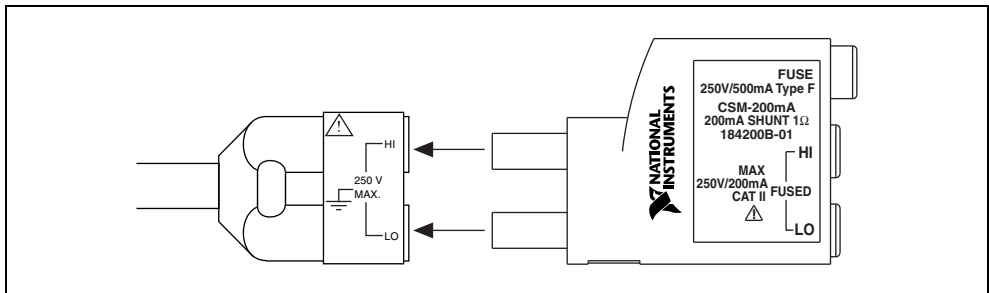 HI
250 V
MAX.
LO
NATIONAL
INSTRUMENTS
FUSE
250V/500mA Type F
CSM-200mA
200mA SHUNT 1Ω
184200B-01
HI
MAX
250V/200mA
CAT II
FUSED
LO